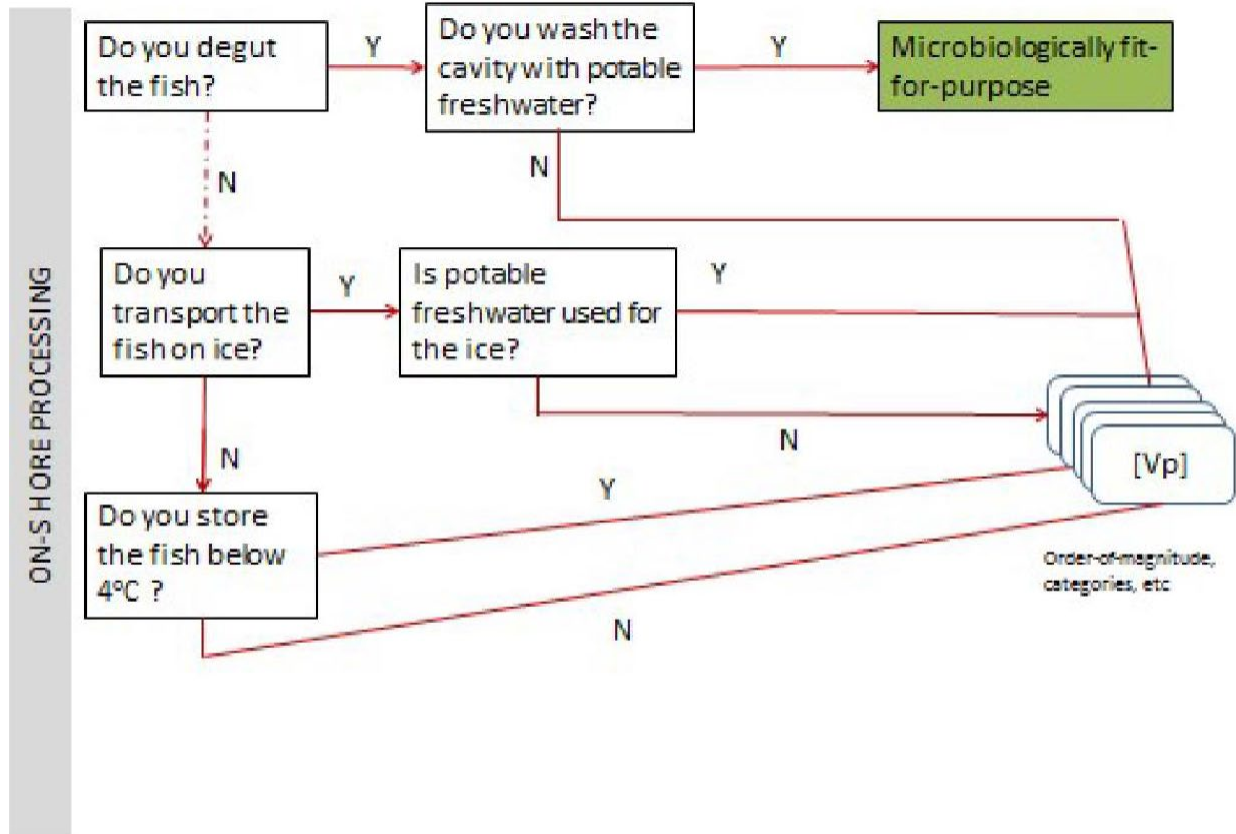 ON-SHORE PROCESSING
Do you degut
the fish?
Y
Do you wash the
cavity with potable
freshwater?
Y
Microbiologically fit-
for-purpose
N
N
Do you
transport the
fish on ice?
Y
Is potable
freshwater used for
the ice?
Y
N
N
Do you store
the fish below
4ºC ?
Y
N
[Vp]
Order-of-magnitude,
categories, etc